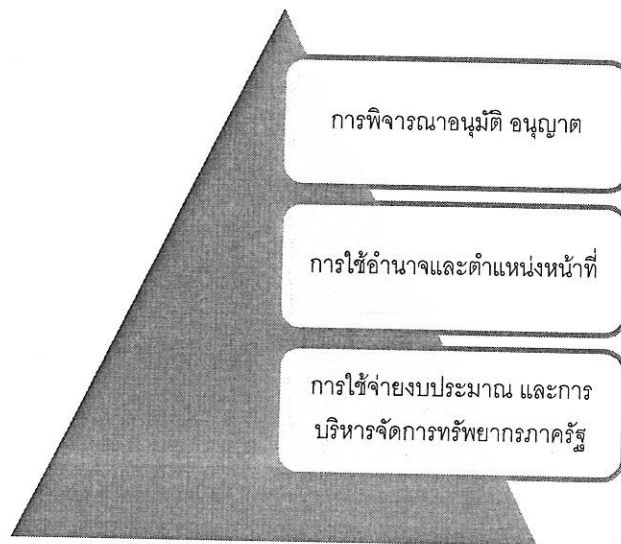 การพิจารณาอนุมัติ อนุญาต
การใช้อำนาจและตำแหน่งหน้าที่
การใช้จ่ายงบประมาณ และการ
บริหารจัดการทรัพยากรภาครัฐ